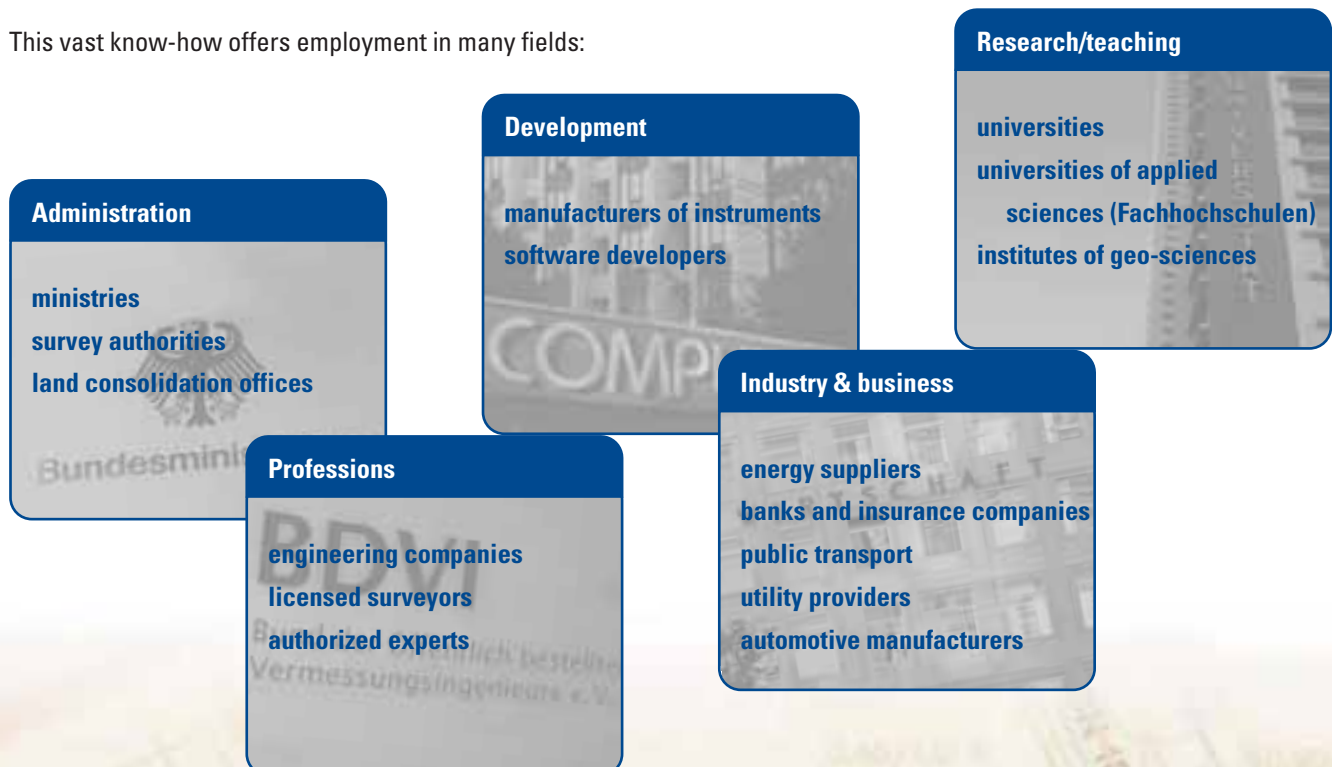 This vast know-how offers employment in many fields:
Research/teaching
universities
universities of applied
sciences (Fachhochschulen)
institutes of geo-sciences
Development
manufacturers of instruments
software developers
COMP
Administration
ministries
survey authorities
land consolidation offices
Bundesmini
Industry & business
energy suppliers
banks and insurance companies
public transport
utility providers
automotive manufacturers
Professions
BDVI
engineering companies
licensed surveyors
authorized experts
Vermessungsingenieure e.V.